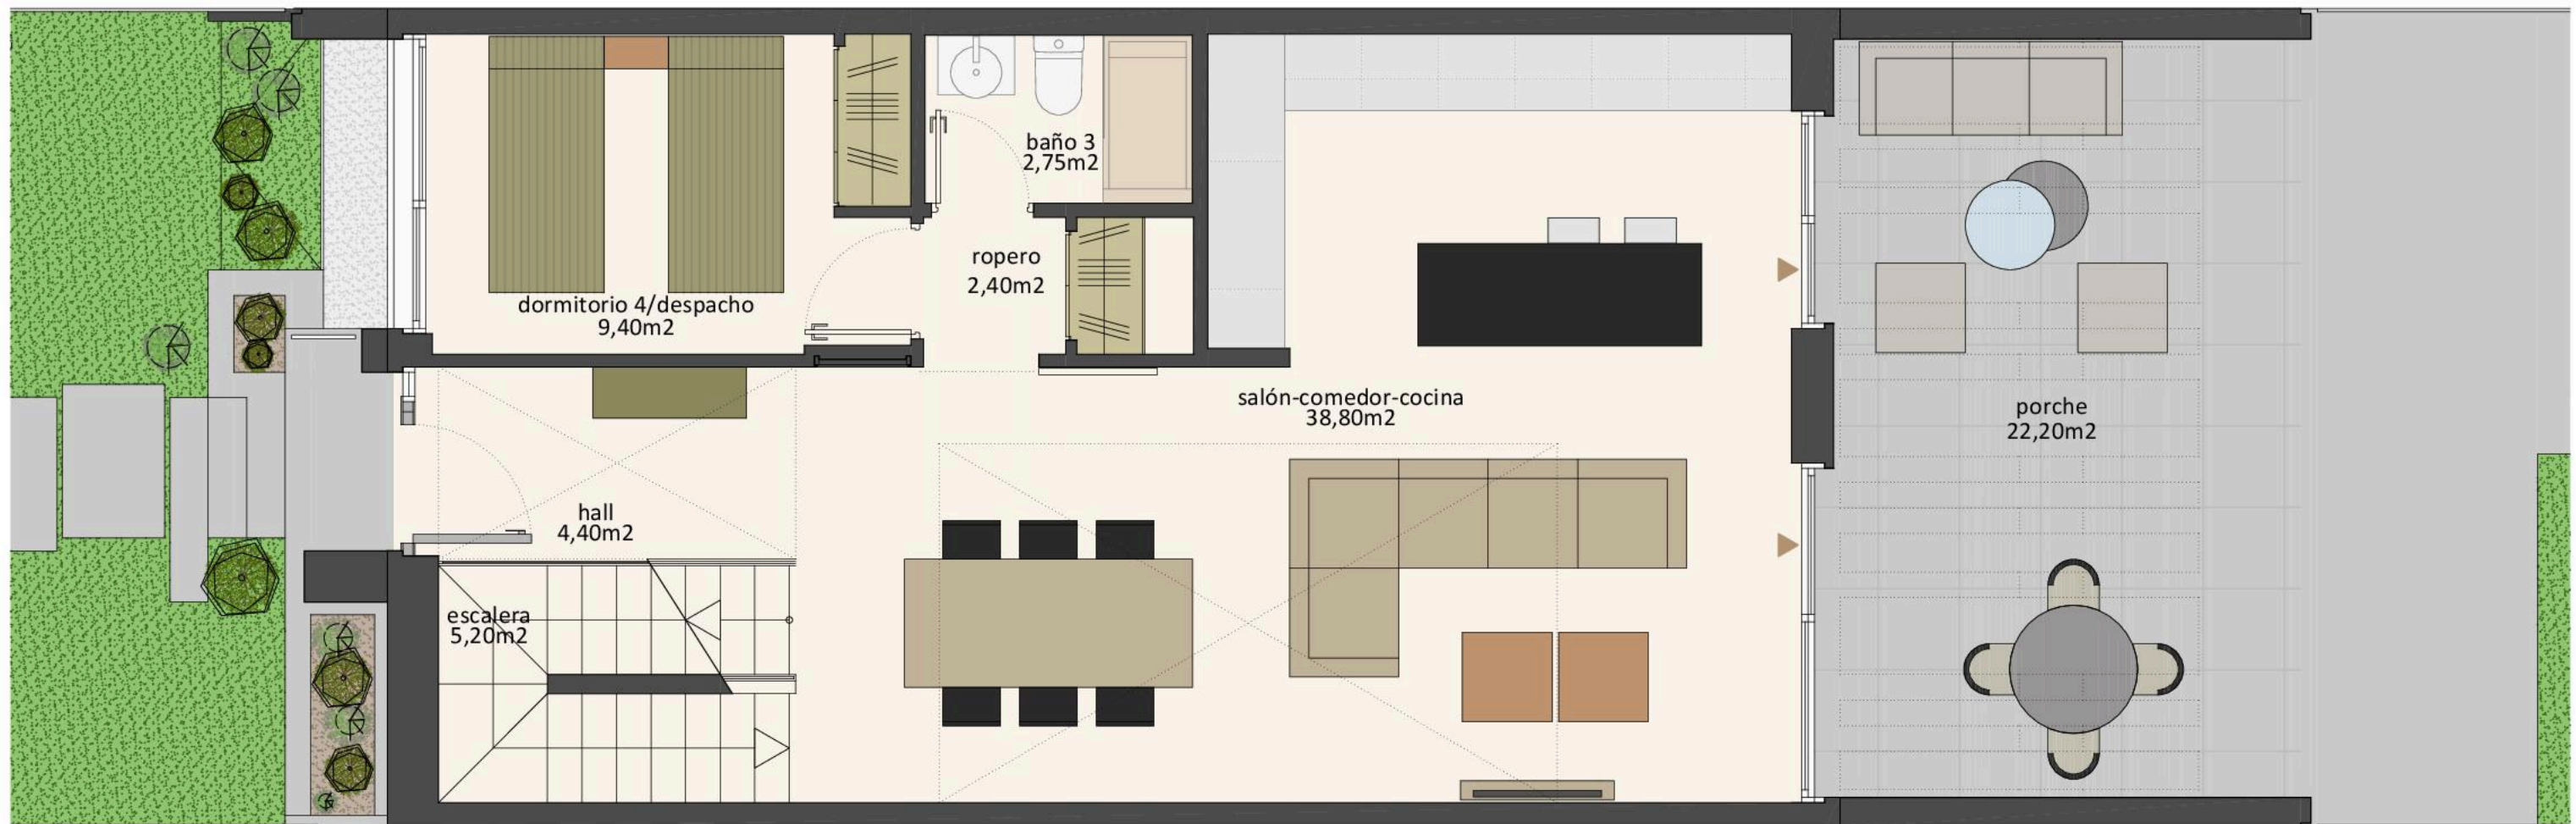 baño 3
2,75m2
ropero
2,40m2
dormitorio 4/despacho
9,40m2
salón-comedor-cocina
38,80m2
porche
22,20m2
hall
4,40m2
escalera
5,20m2